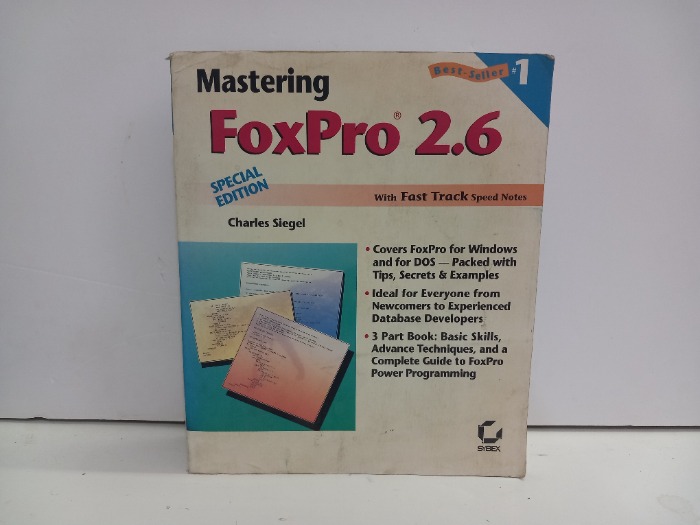 Mastering
Best-Seller #1
FoxPro® 2.6
SPECIAL
EDITION
With Fast Track Speed Notes
Charles Siegel
• Covers FoxPro for Windows
and for DOS — Packed with
Tips, Secrets & Examples
• Ideal for Everyone from
Newcomers to Experienced
Database Developers
• 3 Part Book: Basic Skills,
Advance Techniques, and a
Complete Guide to FoxPro
Power Programming
SYBEX